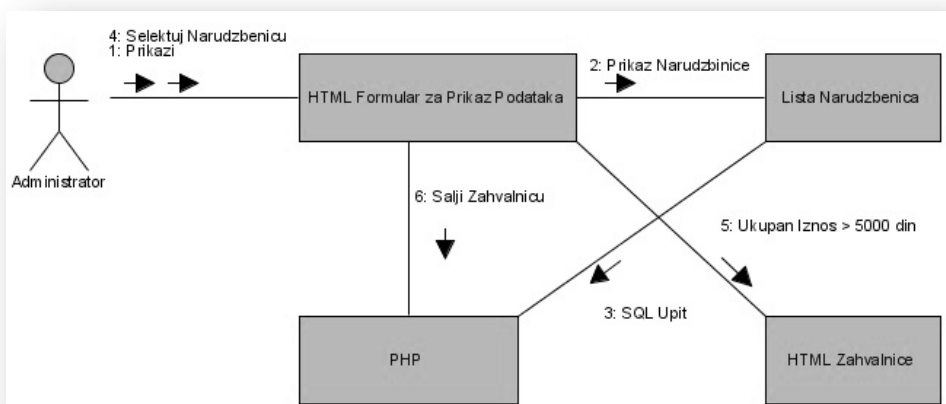 4: Selektuj Narudzbenicu
1: Prikazi
Administrator
HTML Formular za Prikaz Podataka
2: Prikaz Narudzbinice
Lista Narudzbenica
6: Salji Zahvalnicu
5: Ukupan Iznos > 5000 din
3: SQL Upit
PHP
HTML Zahvalnice